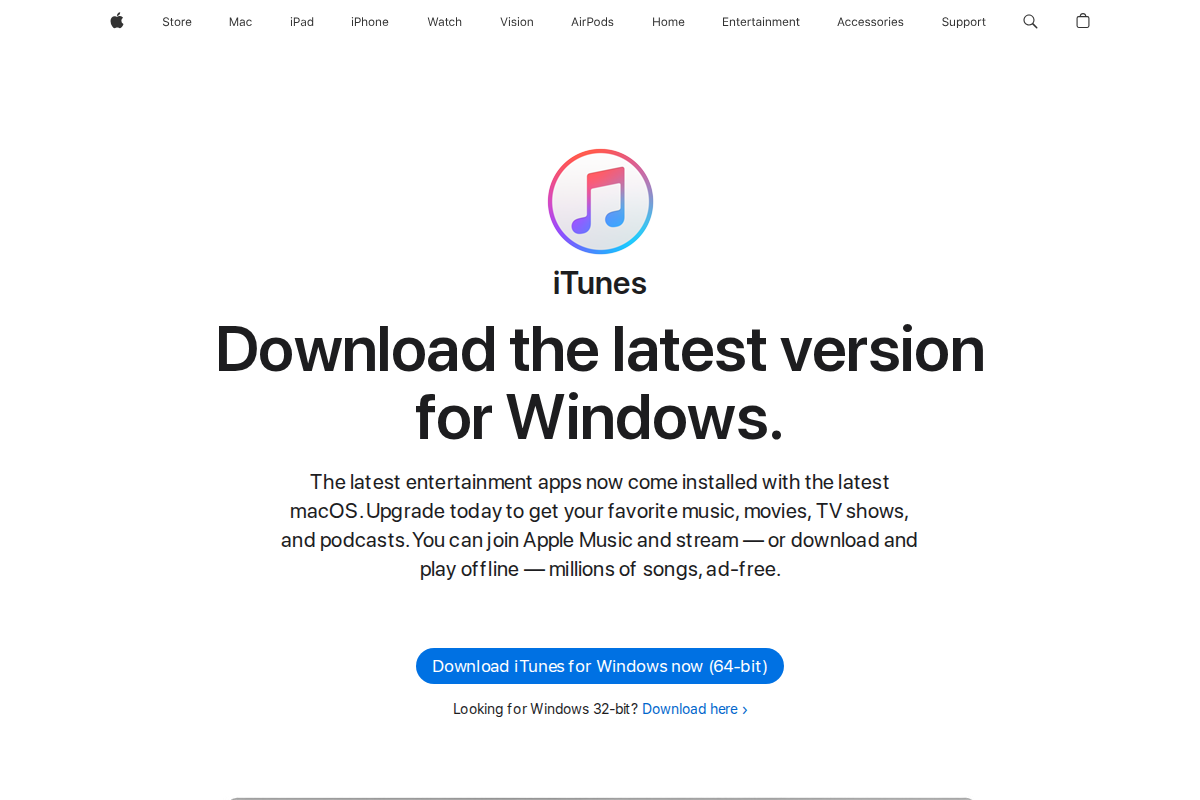 Store Mac iPad iPhone Watch Vision AirPods Home Entertainment Accessories Support
iTunes
Download the latest version
for Windows.
The latest entertainment apps now come installed with the latest
macOS. Upgrade today to get your favorite music, movies, TV shows,
and podcasts. You can join Apple Music and stream — or download and
play offline — millions of songs, ad-free.
Download iTunes for Windows now (64-bit)
Looking for Windows 32-bit? Download here ›